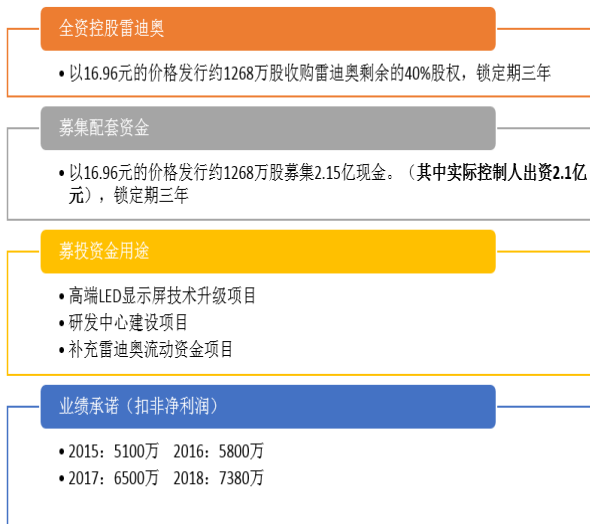 全资控股雷迪奥
• 以16.96元的价格发行约1268万股收购雷迪奥剩余的40%股权，锁定期三年
募集配套资金
• 以16.96元的价格发行约1268万股募集2.15亿现金。（其中实际控制人出资2.1亿
元），锁定期三年
募投资金用途
• 高端LED显示屏技术升级项目
• 研发中心建设项目
• 补充雷迪奥流动资金项目
业绩承诺（扣非净利润）
• 2015：5100万 2016：5800万
• 2017：6500万 2018：7380万